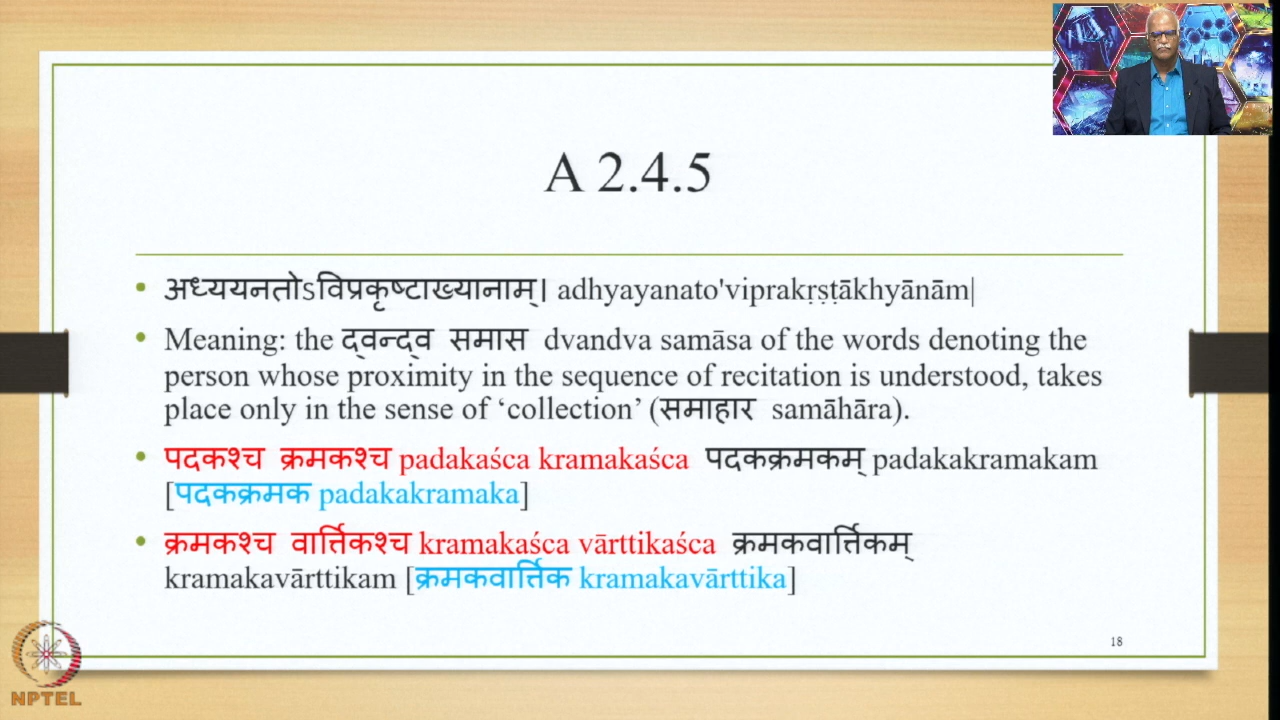 A 2.4.5
• अध्ययनतोऽविप्रकृष्टाख्यानाम्। adhyayanato'viprakṛṣṭākhyānām|
• Meaning: the द्वन्द्व समास dvandva samāsa of the words denoting the
person whose proximity in the sequence of recitation is understood, takes
place only in the sense of ‘collection’ (समाहार samāhāra).
• पदकश्च क्रमकश्च padakaśca kramakaśca पदकक्रमकम् padakakramakam
[पदकक्रमक padakakramaka]
• क्रमकश्च वार्त्तिकश्च kramakaśca vārttikaśca क्रमकवार्त्तिकम्
kramakavārttikam [क्रमकवार्त्तिक kramakavārttika]
18
NPTEL